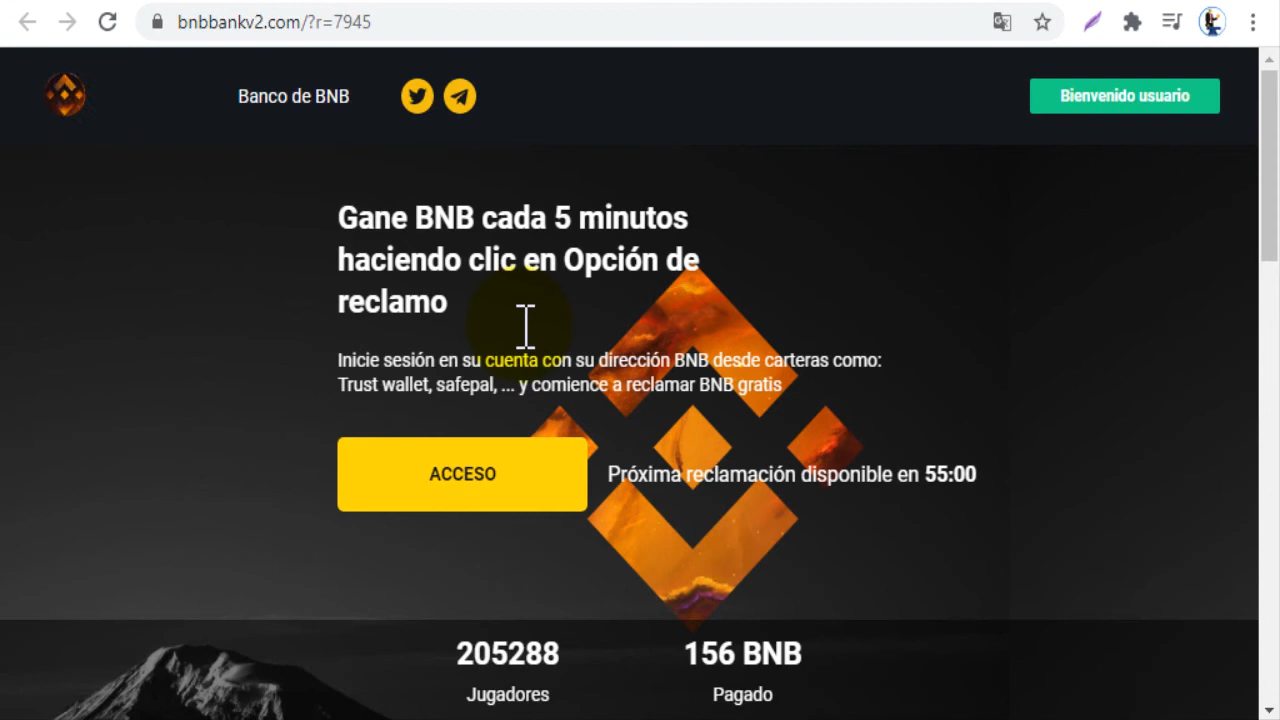 bnbbankv2.com/?r=7945
Banco de BNB
Bienvenido usuario
Gane BNB cada 5 minutos
haciendo clic en Opción de
reclamo
Inicie sesión en su cuenta con su dirección BNB desde carteras como:
Trust wallet, safepal, ... y comience a reclamar BNB gratis
ACCESO
Próxima reclamación disponible en 55:00
205288
156 BNB
Jugadores
Pagado